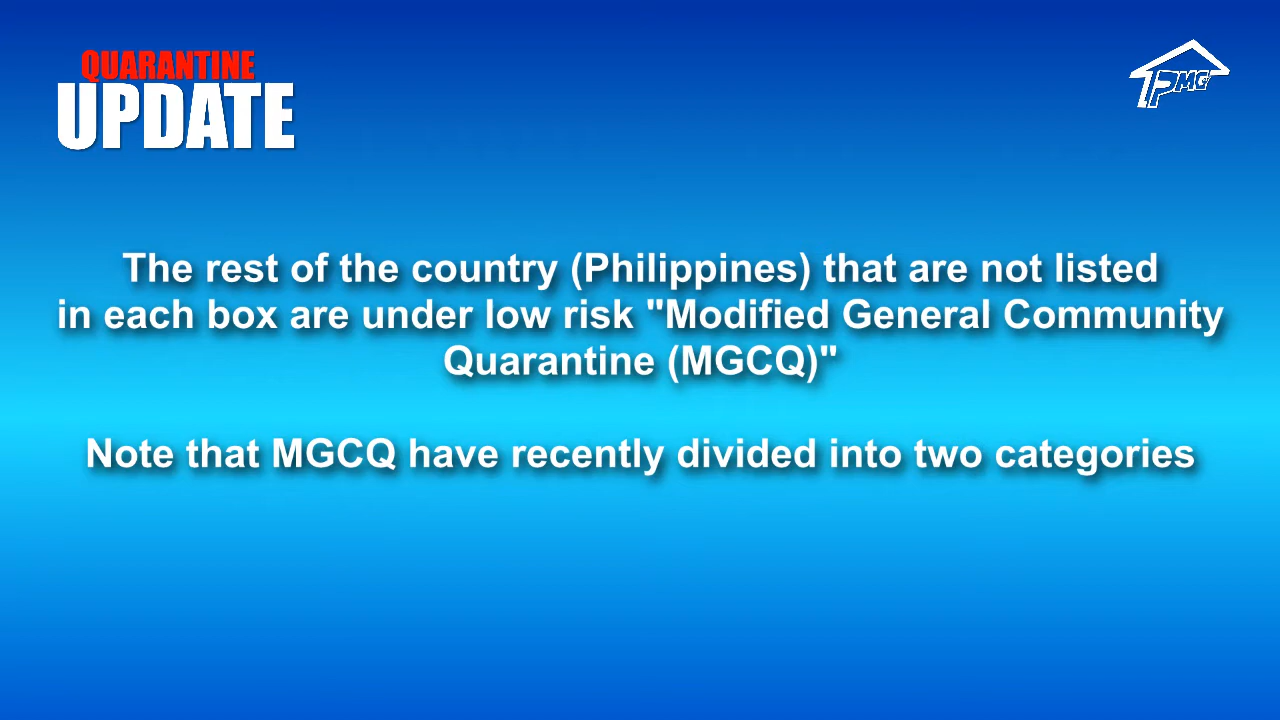 QUARANTINE
UPDATE
PMG
The rest of the country (Philippines) that are not listed
in each box are under low risk "Modified General Community
Quarantine (MGCQ)"
Note that MGCQ have recently divided into two categories